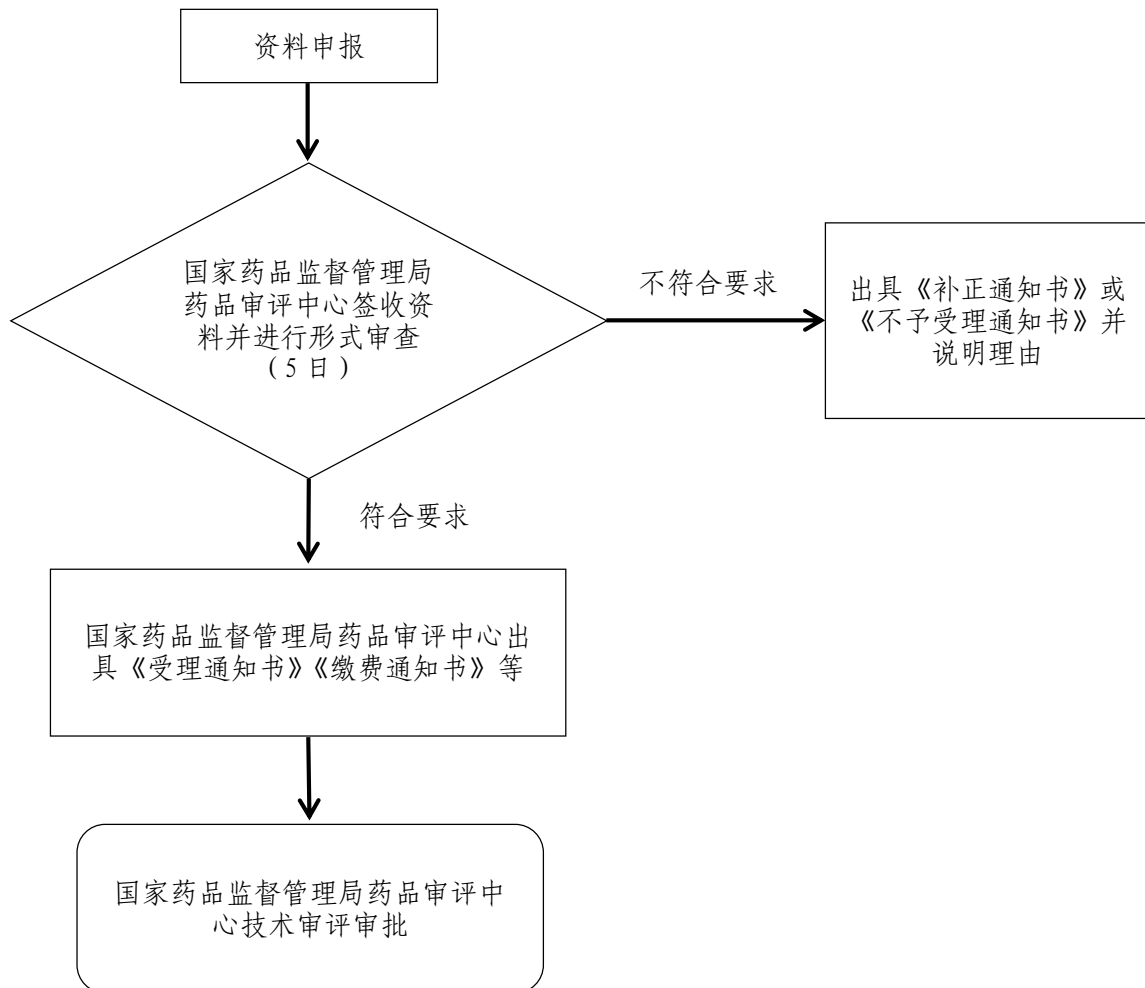 资料申报
国家药品监督管理局
药品审评中心签收资
料并进行形式审查
（5日）
不符合要求
出具《补正通知书》或
《不予受理通知书》并
说明理由
符合要求
国家药品监督管理局药品审评中心出
具《受理通知书》《缴费通知书》等
国家药品监督管理局药品审评中
心技术审评审批